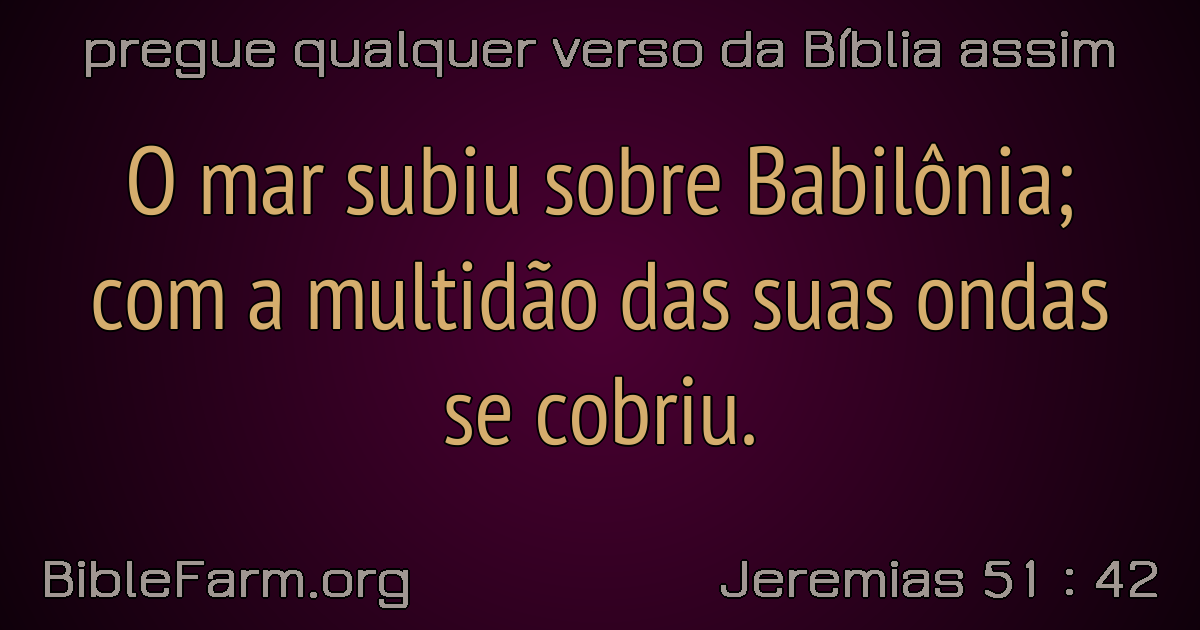 pregue qualquer verso da Bíblia assim
O mar subiu sobre Babilônia;
com a multidão das suas ondas
se cobriu.
BibleFarm.org
Jeremias 51 : 42